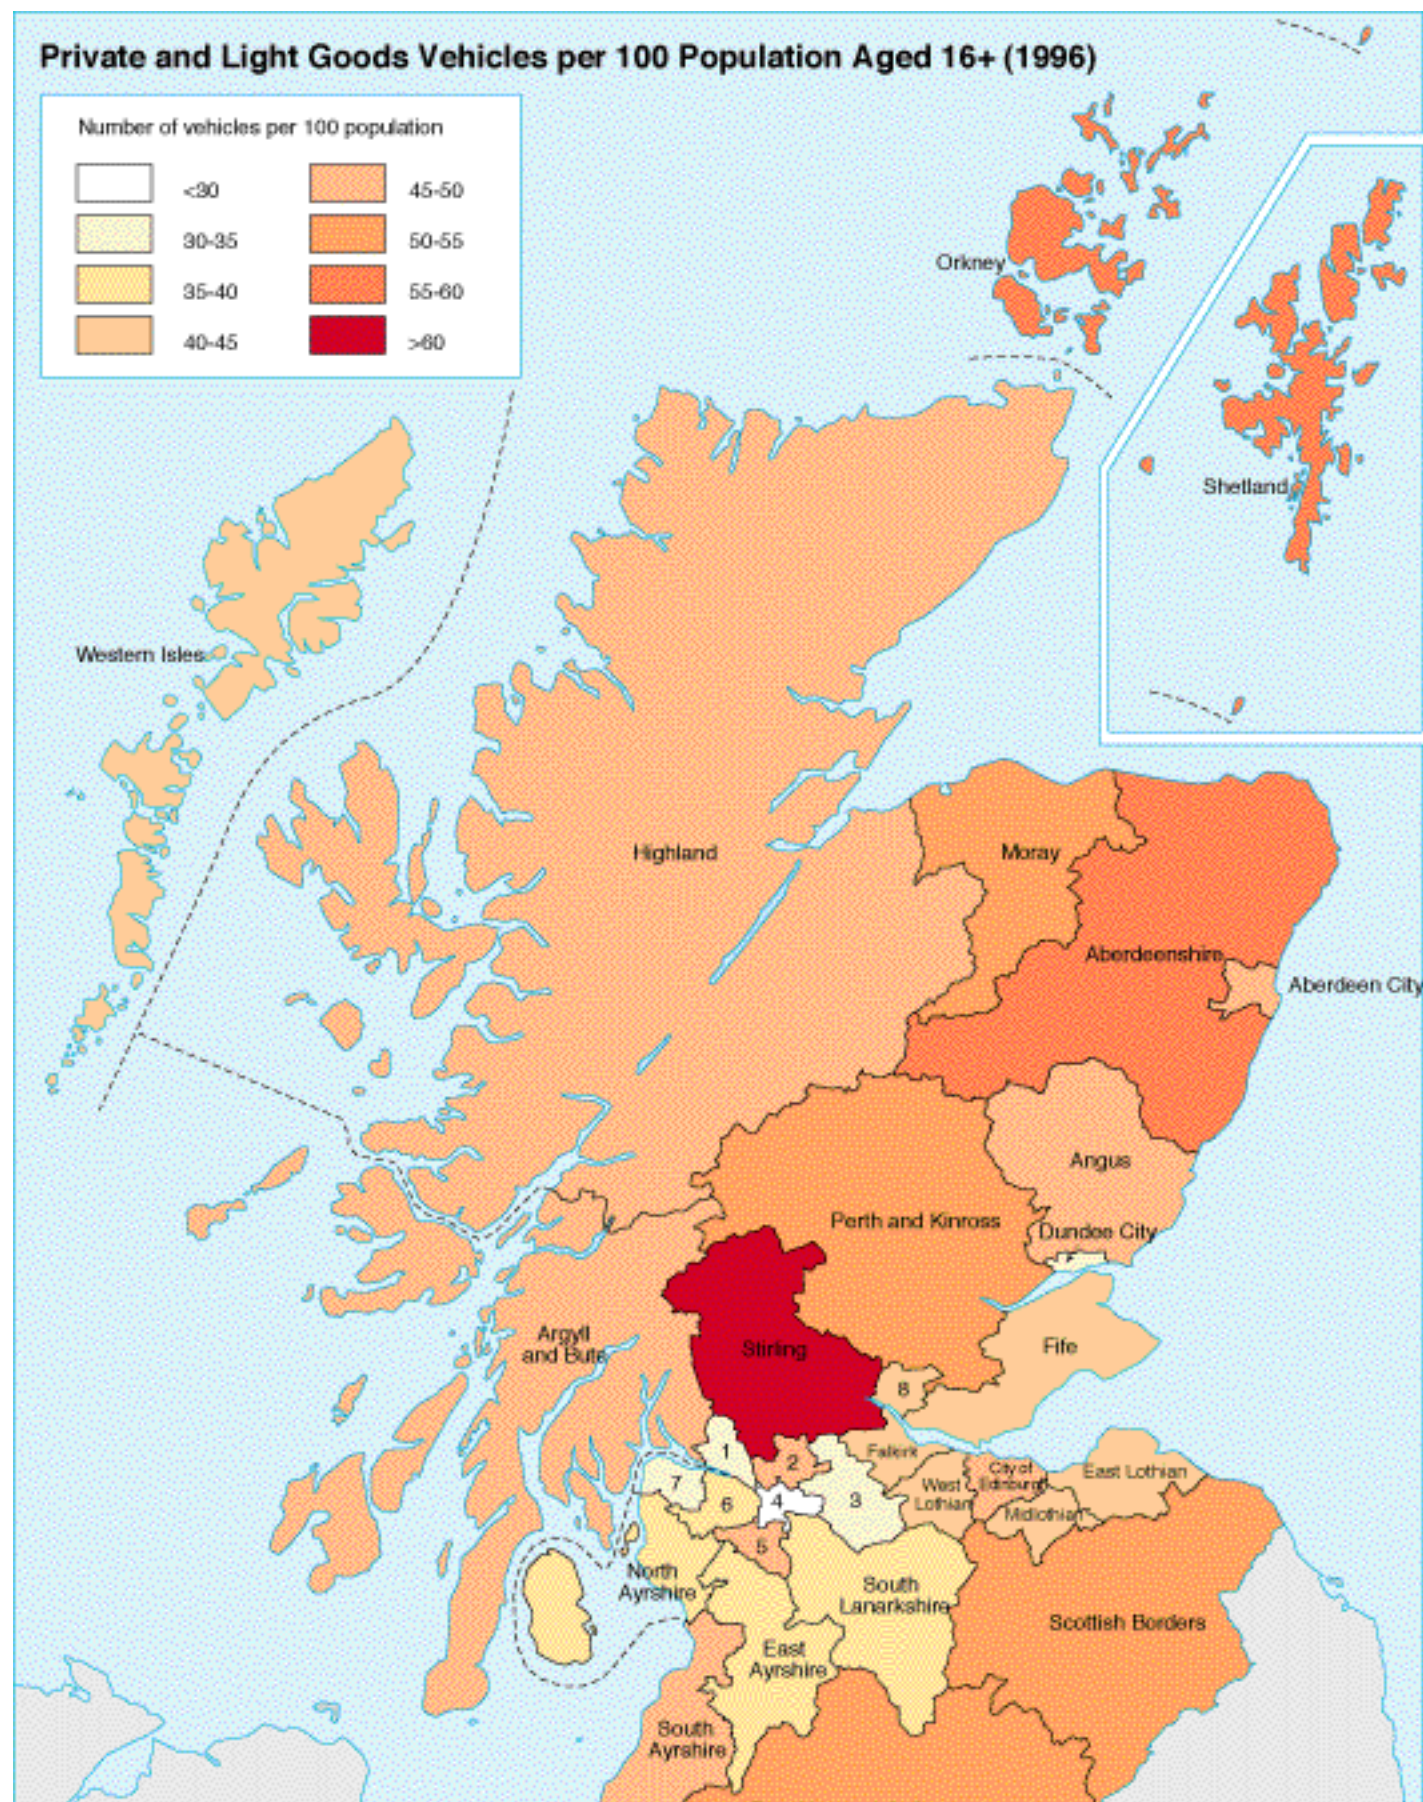 Private and Light Goods Vehicles per 100 Population Aged 16+ (1996)
Number of vehicles per 100 population
<30
45-50
30-35
50-55
35-40
55-60
40-45
>60
Orkney
Shetland
Western Isles
Highland
Moray
Aberdeenshire
Aberdeen City
Angus
Perth and Kinross
Dundee City
Argyll
and Bute
Stirling
Fife
8
1
2
Falkirk
City of
Edinburgh
East Lothian
7
6
4
3
West
Lothian
Midlothian
5
North
Ayrshire
South
Lanarkshire
Scottish Borders
East
Ayrshire
South
Ayrshire